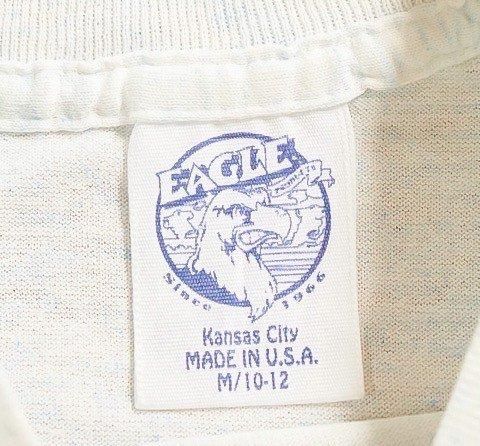 EAGLE
Since 1966
Kansas City
MADE IN U.S.A.
M/10-12